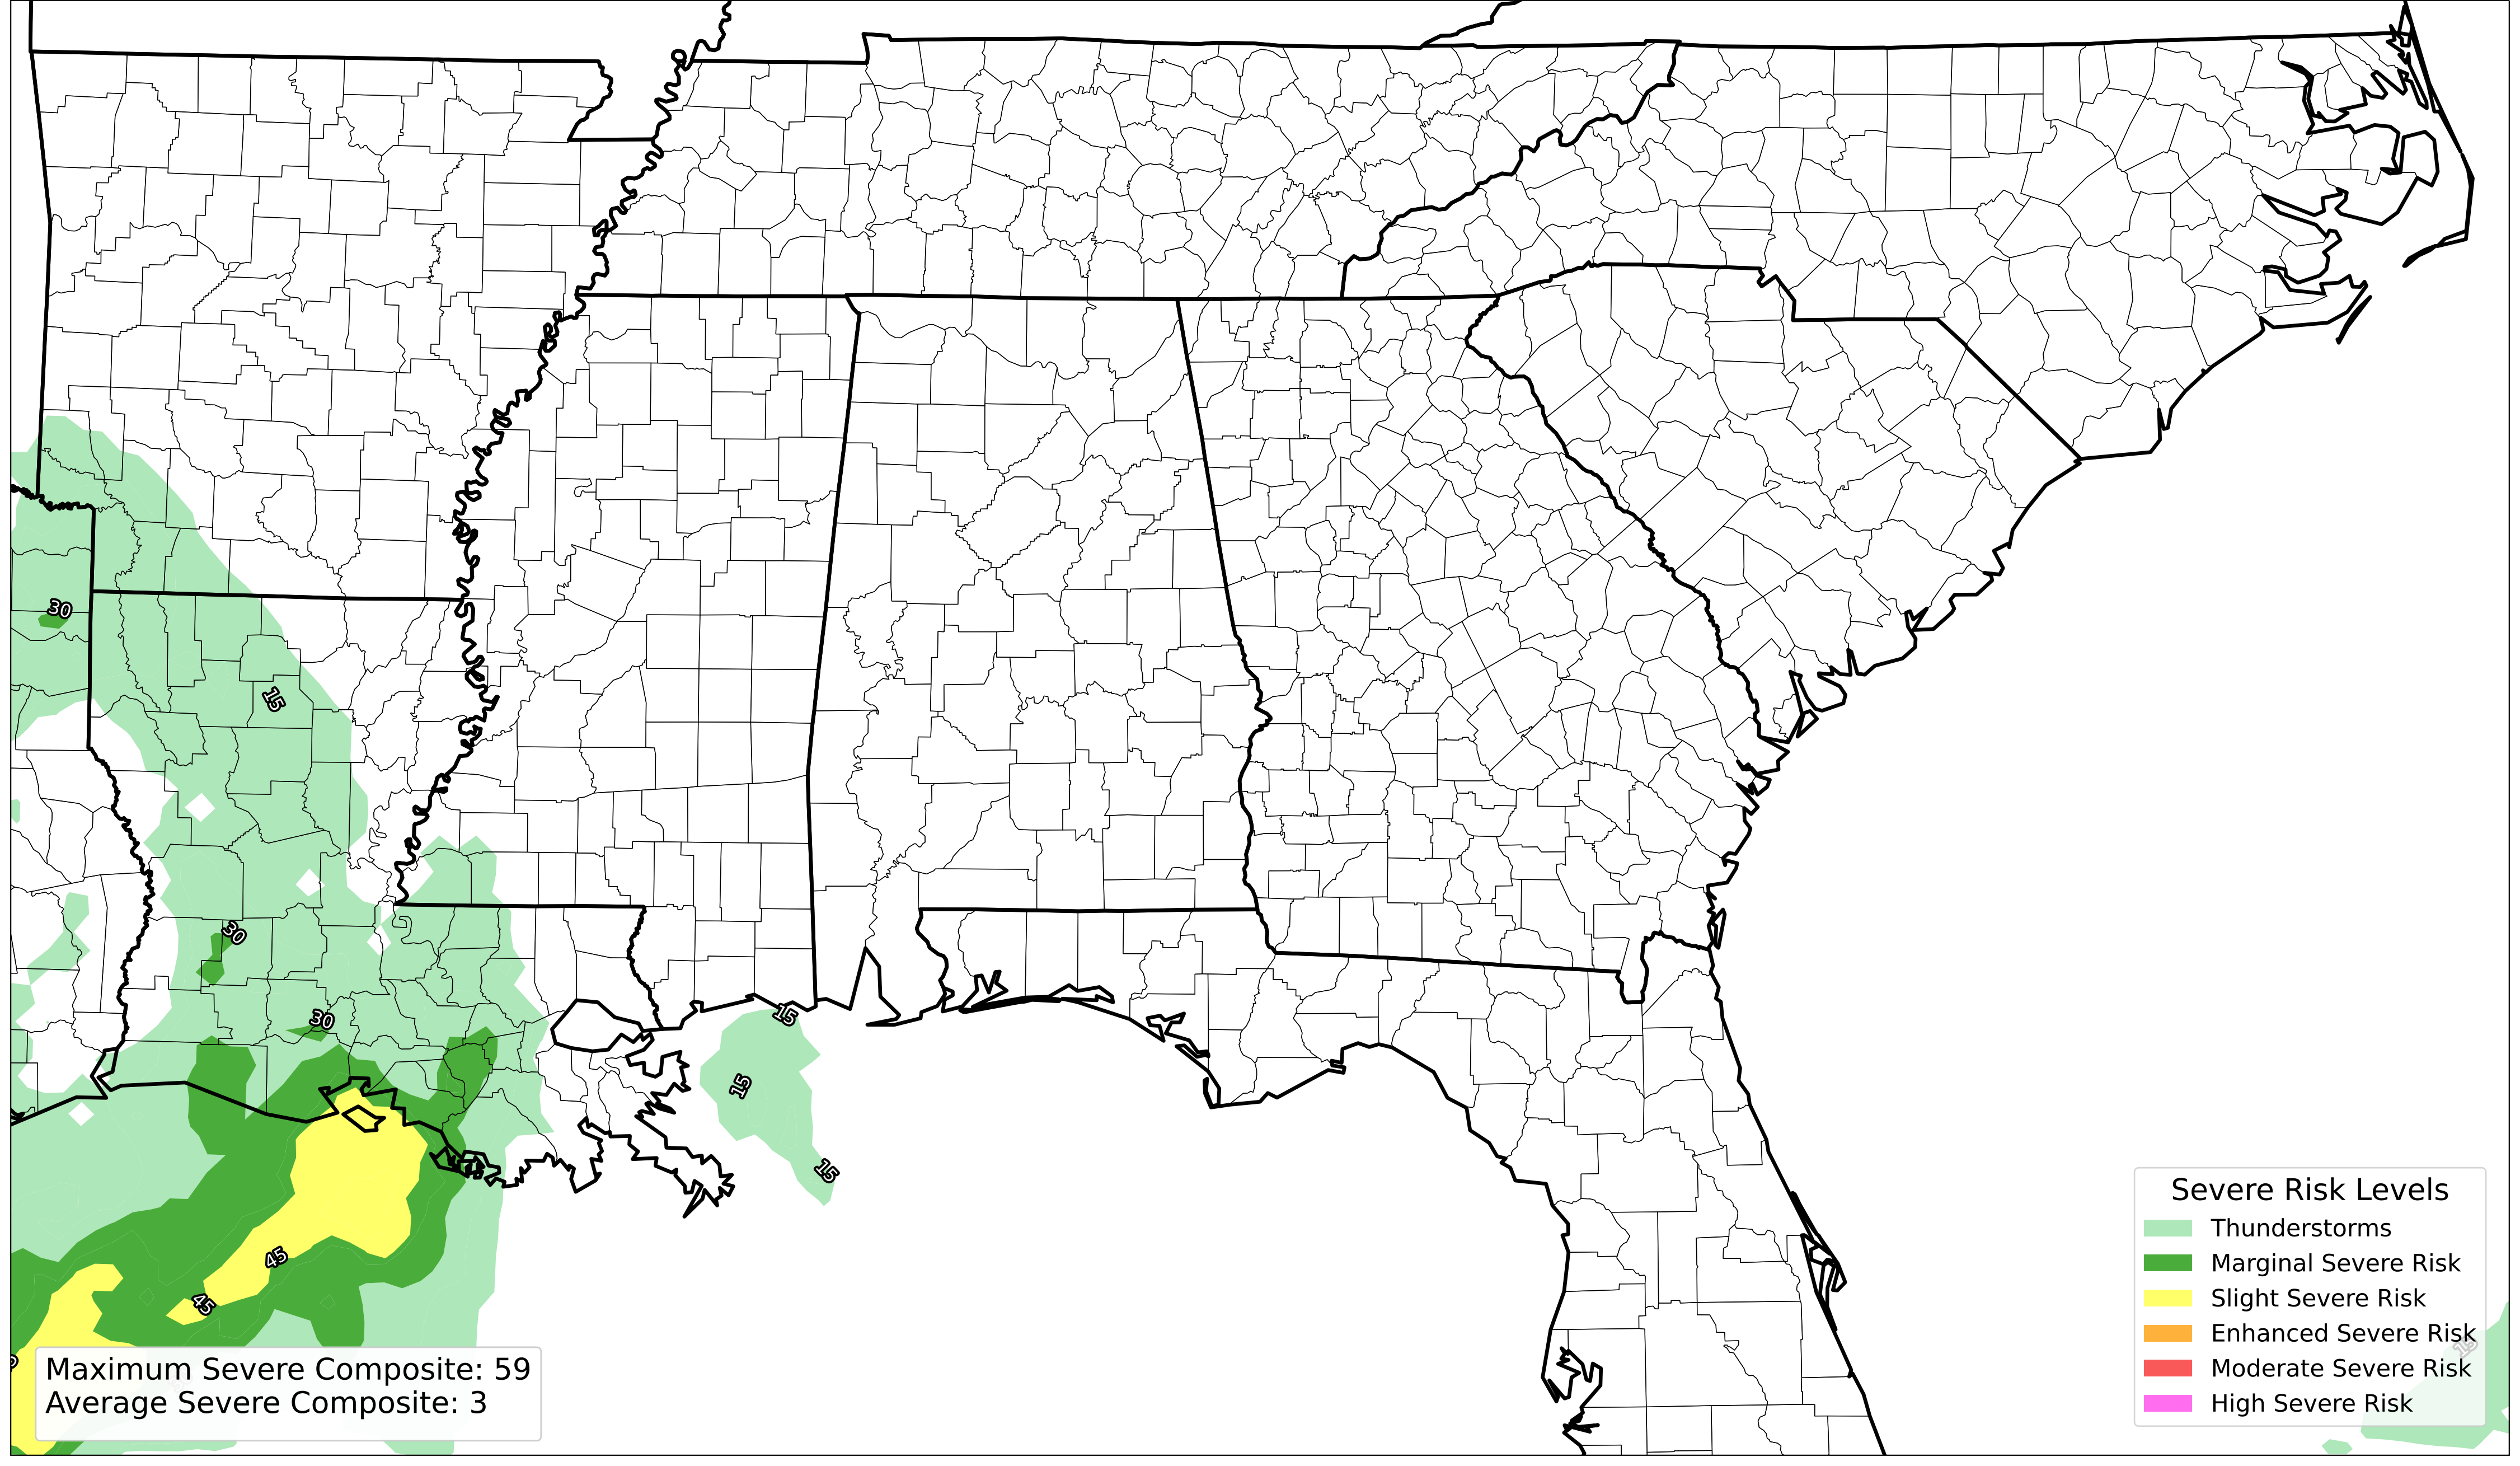 30
15
30
30
15
15
15
45
45
Severe Risk Levels
Thunderstorms
Marginal Severe Risk
Slight Severe Risk
Enhanced Severe Risk
15
Moderate Severe Risk
High Severe Risk
Maximum Severe Composite: 59
Average Severe Composite: 3